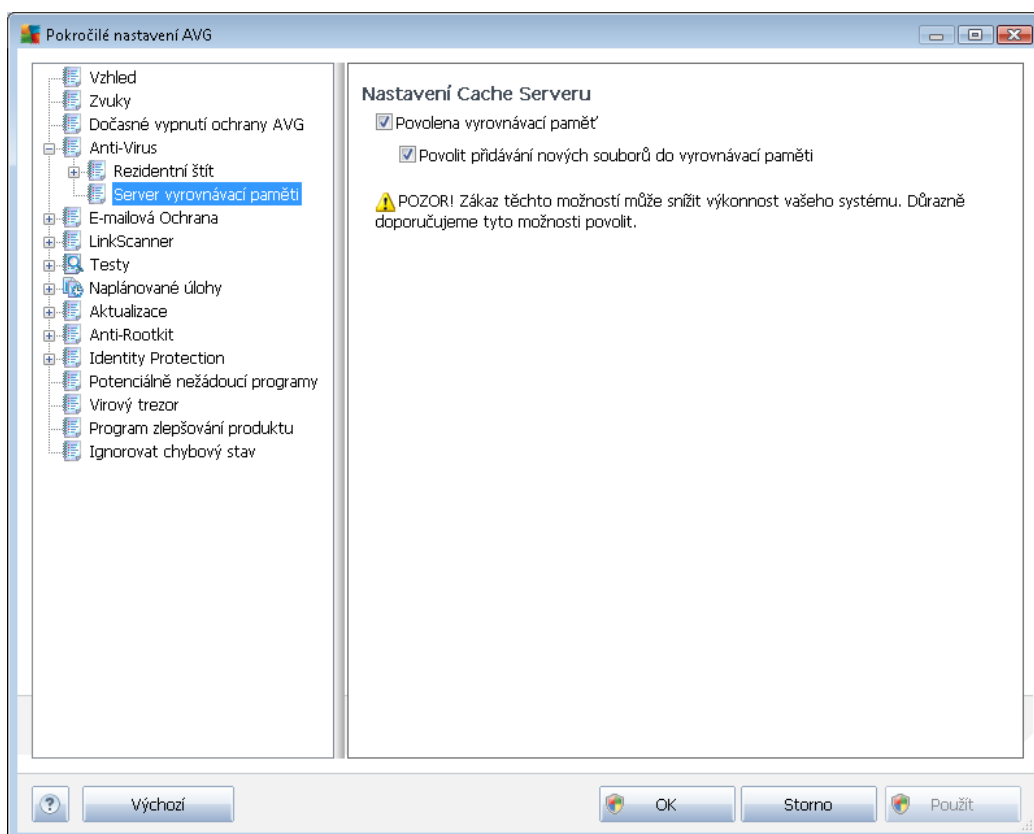 Pokročilé nastavení AVG
Vzhled
Zvuky
Dočasné vypnutí ochrany AVG
Anti-Virus
Rezidentní štít
Server vyrovnávací paměti
E-mailová Ochrana
LinkScanner
Testy
Naplánované úlohy
Aktualizace
Anti-Rootkit
Identity Protection
Potenciálně nežádoucí programy
Virový trezor
Program zlepšování produktu
Ignorovat chybový stav
Nastavení Cache Serveru
Povolena vyrovnávací paměť
Povolit přidávání nových souborů do vyrovnávací paměti
POZOR! Zákaz těchto možností může snížit výkonnost vašeho systému. Důrazně
doporučujeme tyto možnosti povolit.
?
Výchozí
OK
Storno
Použít